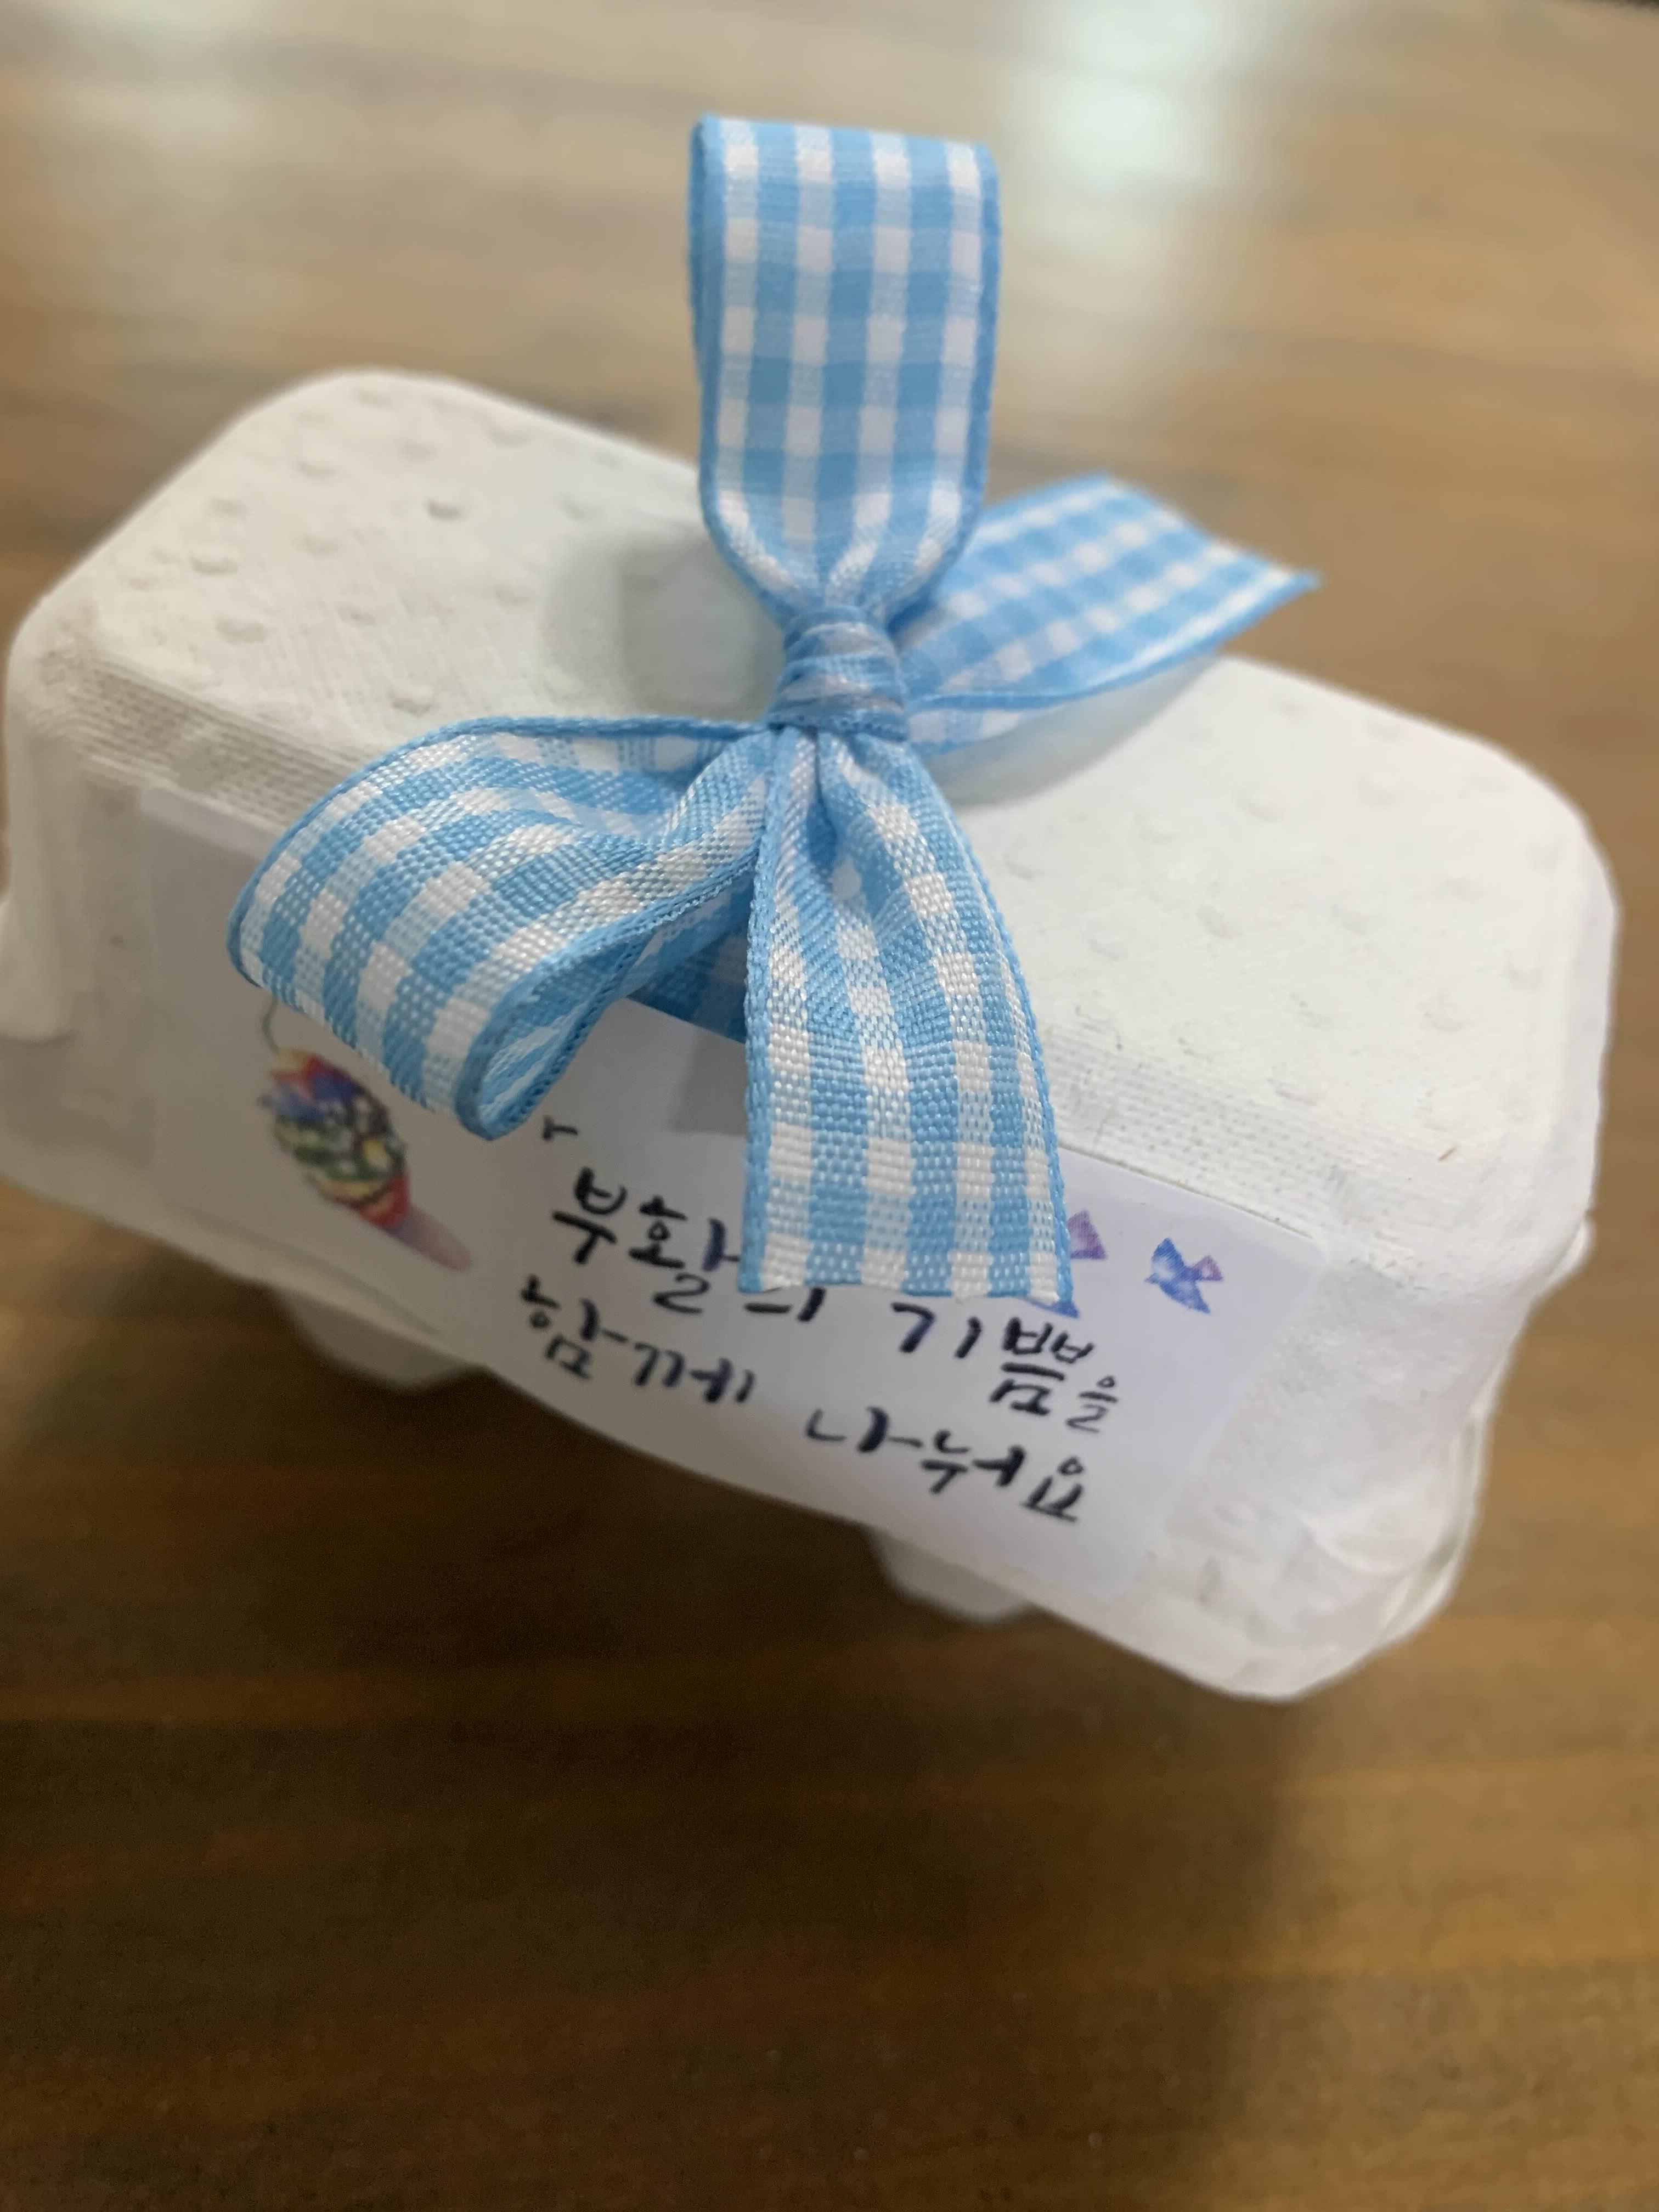 부활의 기쁨을
함께 나눠요